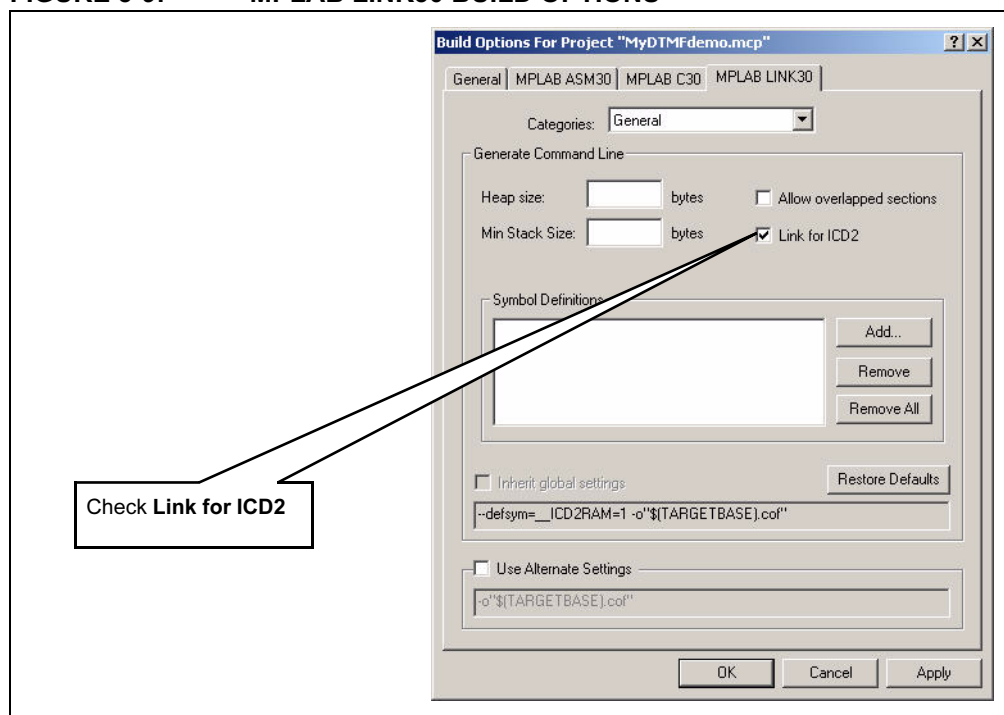 Build Options For Project "MyDTMFdemo.mcp"
General MPLAB ASM30 MPLAB C30 MPLAB LINK30
Categories: General
Generate Command Line
Heap size: bytes Allow overlapped sections
Min Stack Size: bytes Link for ICD2
Symbol Definitions
Add...
Remove
Remove All
Check Link for ICD2
Inherit global settings Restore Defaults
--defsym=__ICD2RAM=1 -o"$(TARGETBASE).cof"
Use Alternate Settings
-o"$(TARGETBASE).cof"
OK Cancel Apply